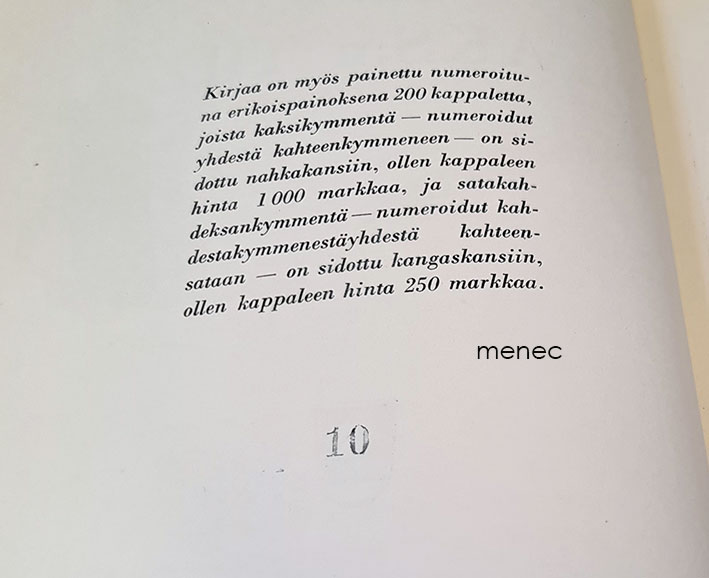 Kirjaa on myös painettu numeroitu-
na erikoispainoksena 200 kappaletta,
joista kaksikymmentä — numeroidut
yhdestä kahteenkymmeneen — on si-
dottu nahkakansiin, ollen kappaleen
hinta 1 000 markkaa, ja satakah-
deksankymmentä — numeroidut kah-
destakymmenestäyhdestä kahteen-
sataan — on sidottu kangaskansiin,
ollen kappaleen hinta 250 markkaa.
menec
10